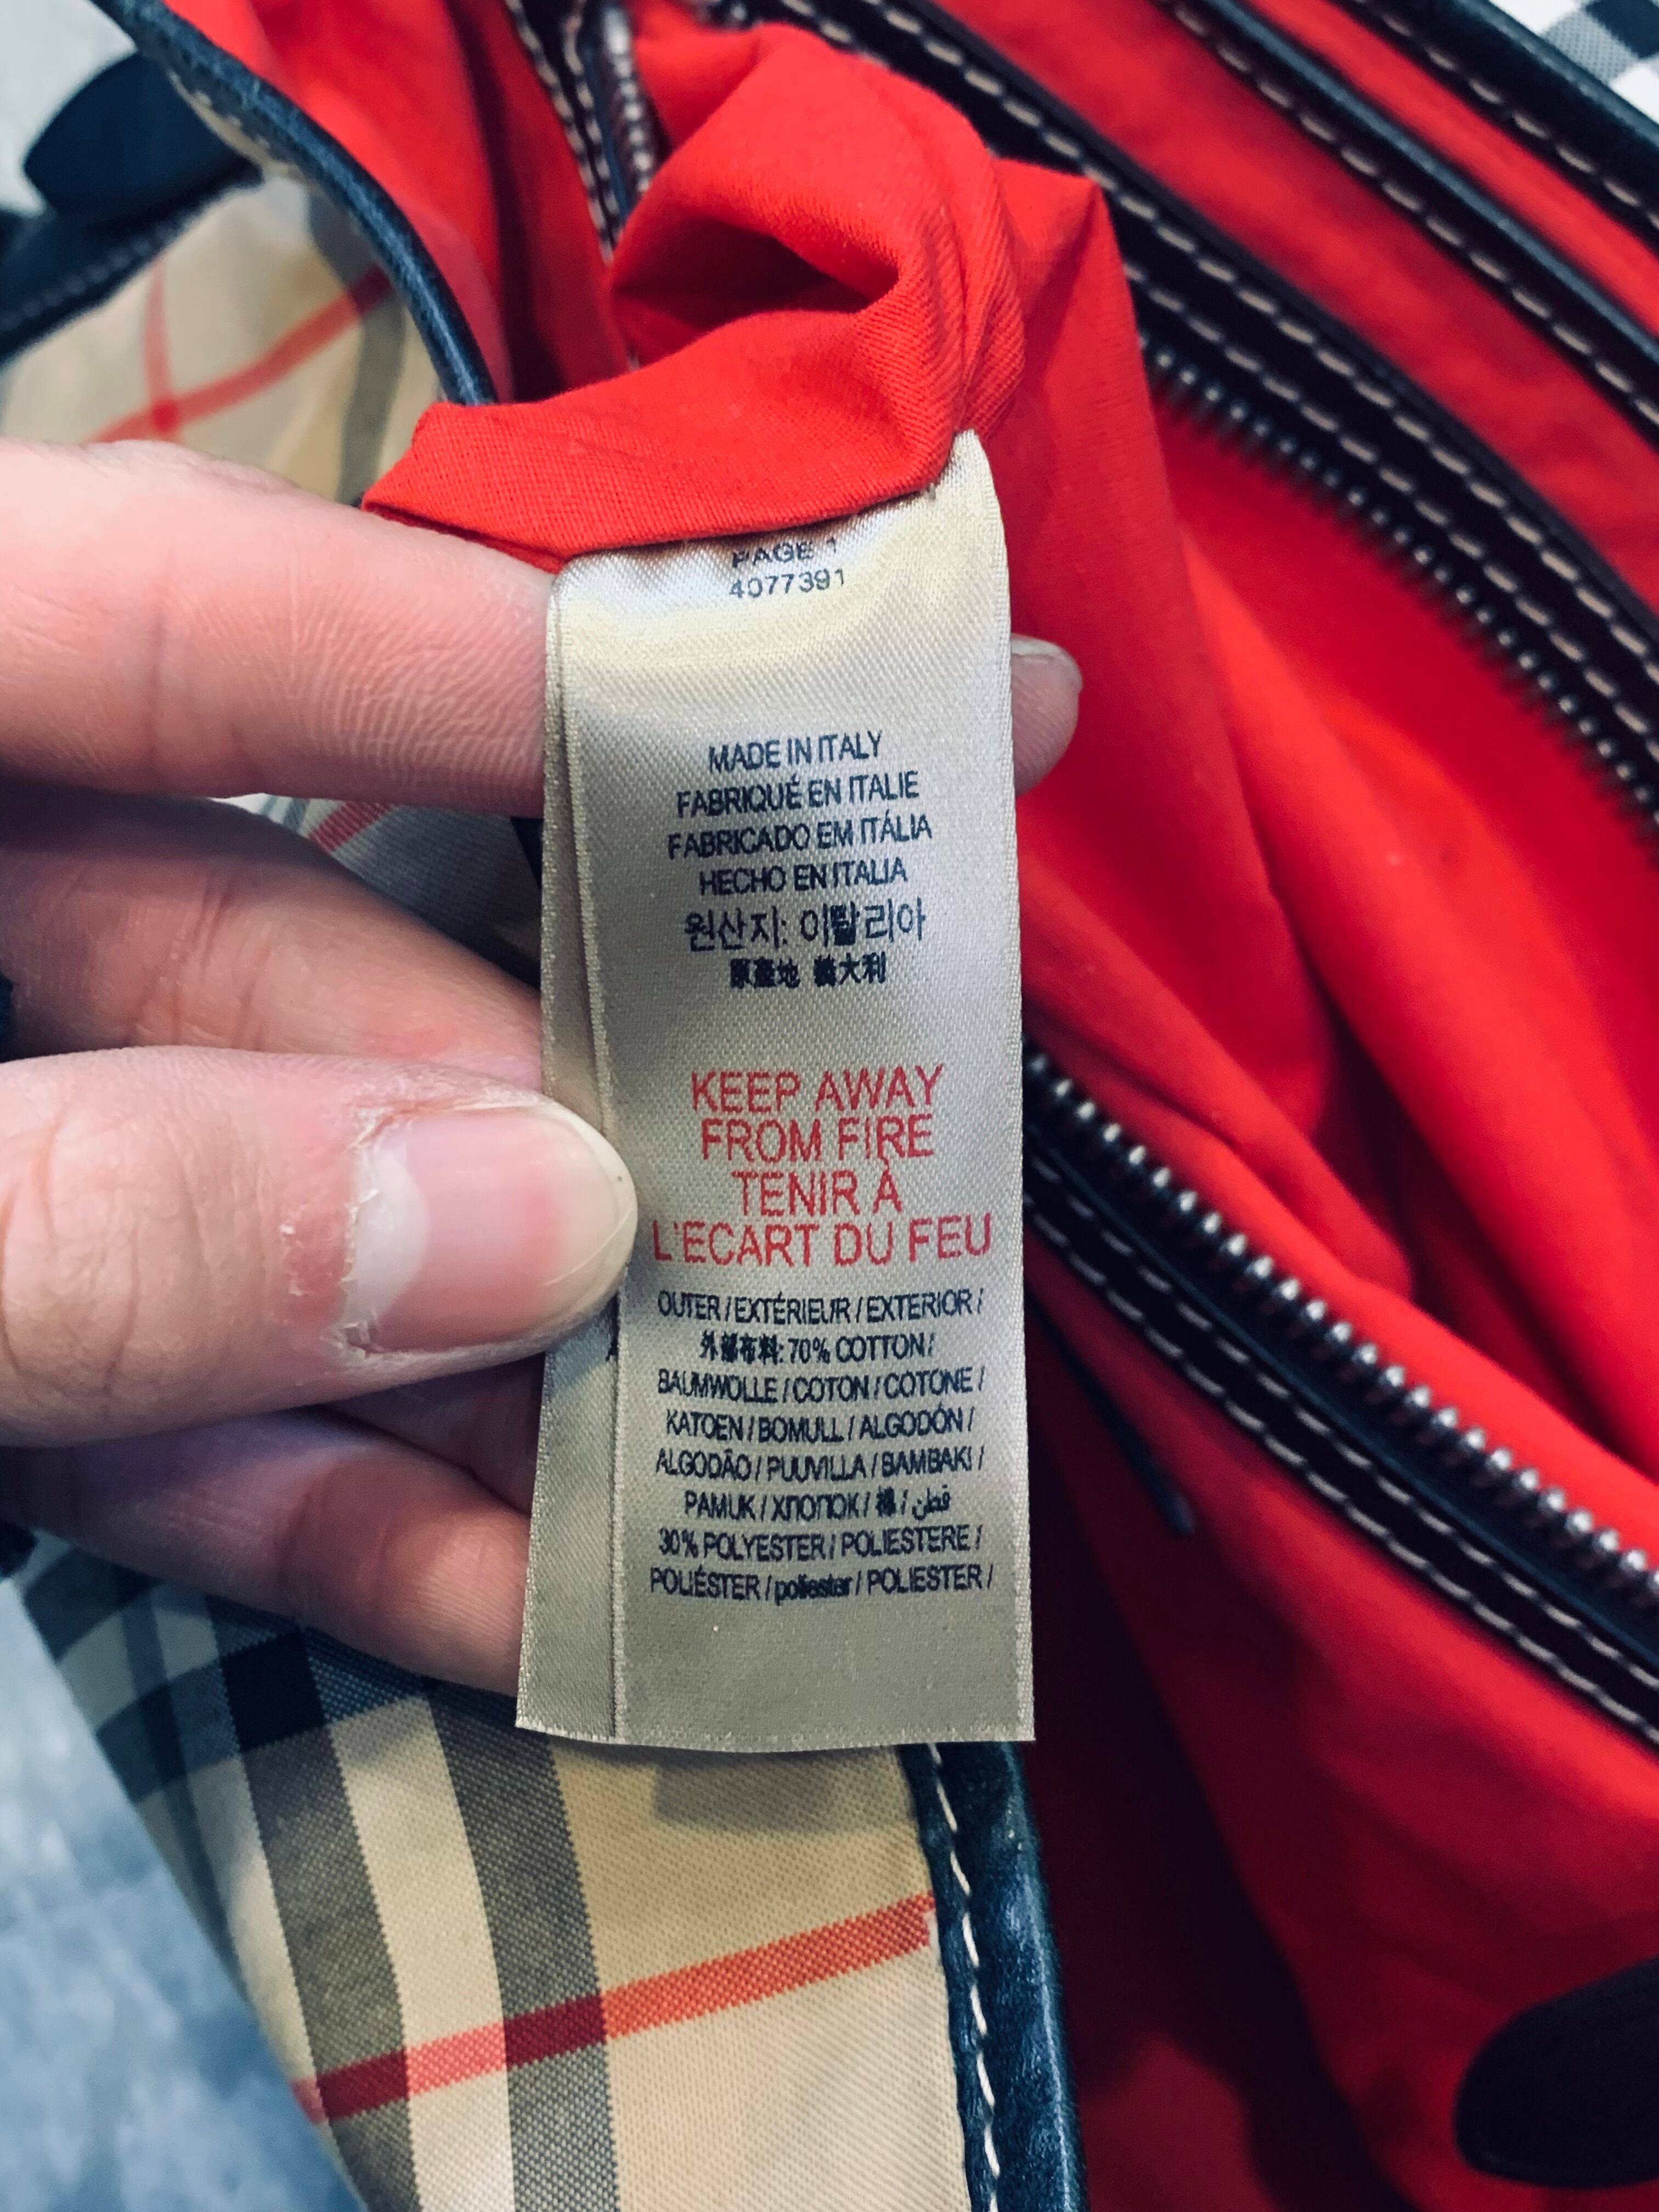 PAGE 1
4077391
MADE IN ITALY
FABRIQUÉ EN ITALIE
FABRICADO EM ITÁLIA
HECHO EN ITALIA
원산지: 이탈리아
原產地 義大利
KEEP AWAY
FROM FIRE
TENIR À
L'ECART DU FEU
OUTER / EXTÉRIEUR / EXTERIOR /
外部布料: 70% COTTON /
BAUMWOLLE / COTON / COTONE /
KATOEN / BOMULL / ALGODÓN /
ALGODÃO / PUUVILLA / BAMBAKI /
PAMUK / ХЛОПОК / 棉 / قطن
30% POLYESTER / POLIESTERE /
POLIÉSTER / poliester / POLIESTER /